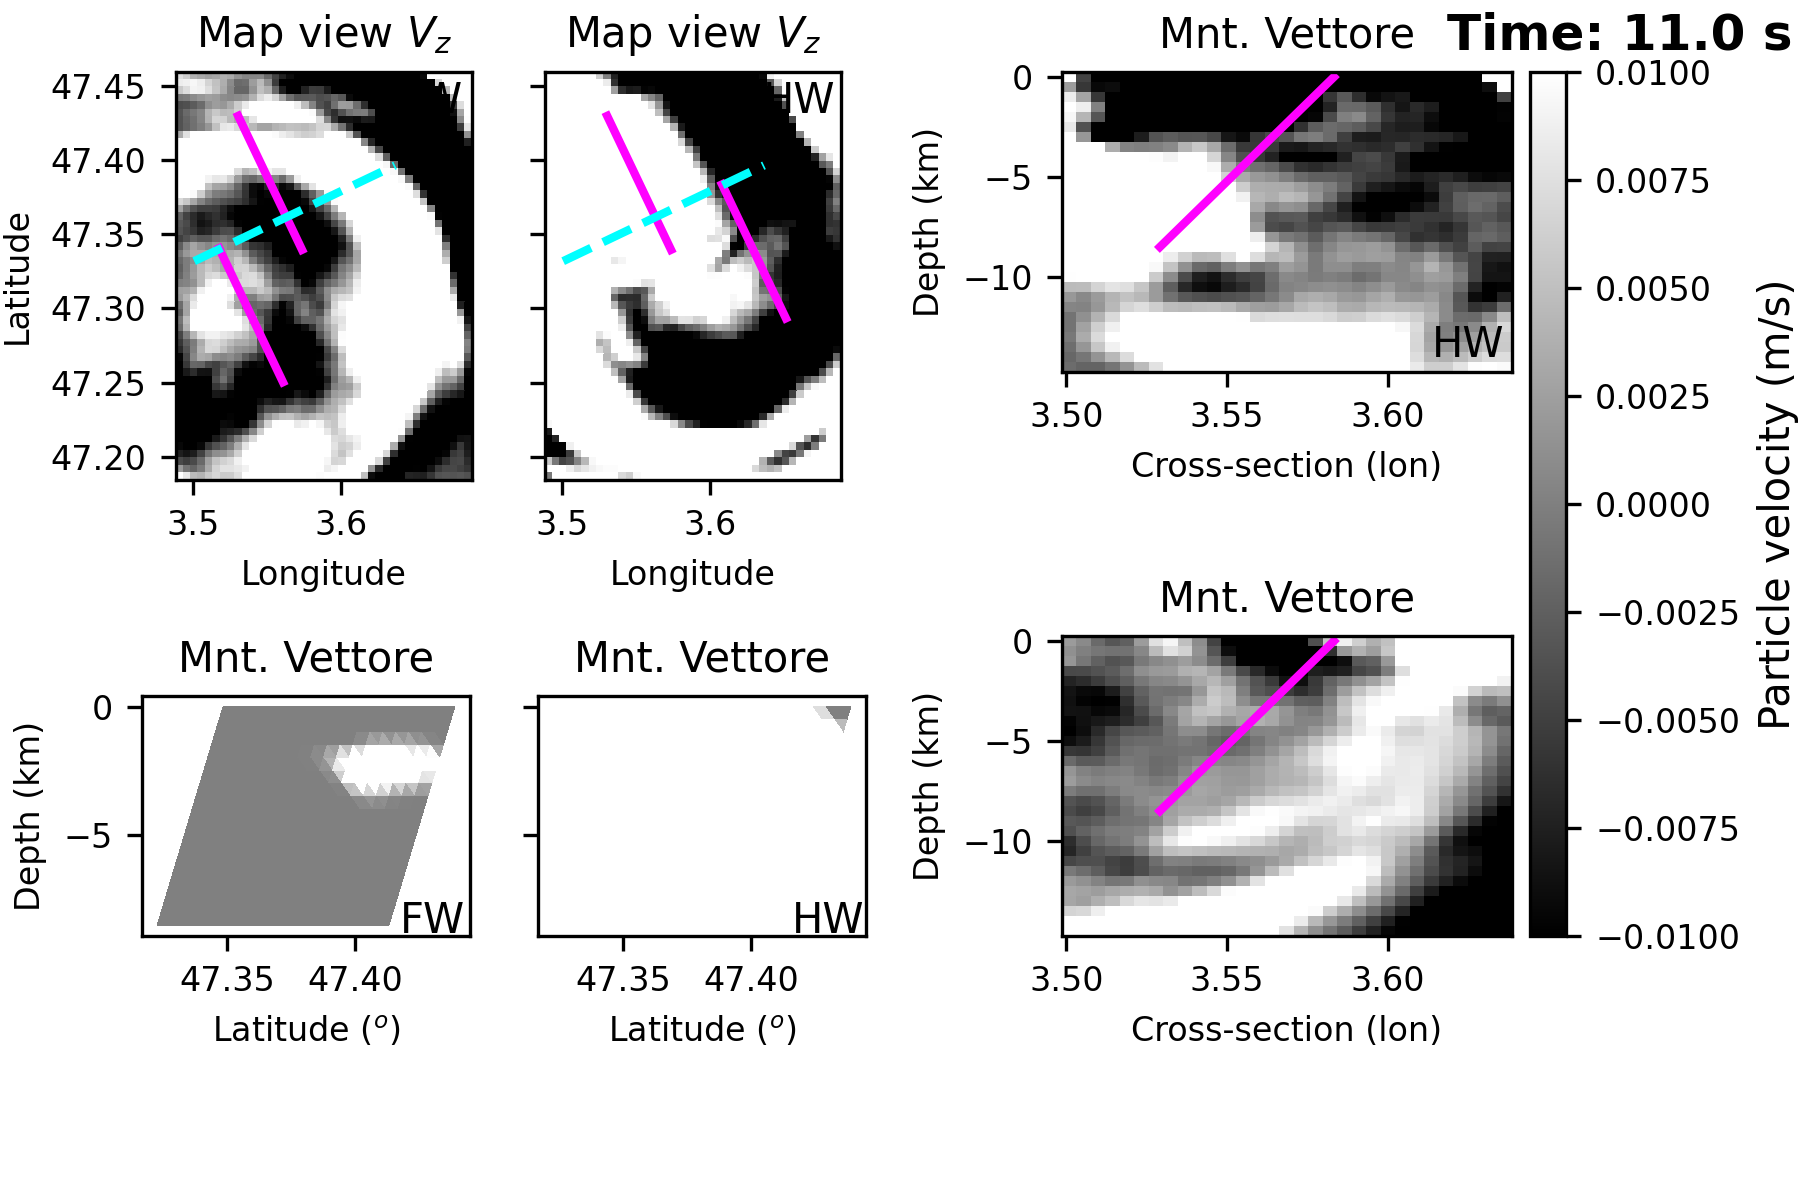 Map view Vz
Map view Vz
Mnt. Vettore
Time: 11.0 s
47.45
47.40
47.35
47.30
47.25
47.20
Latitude
3.5
3.6
Longitude
HW
3.5
3.6
Longitude
0
−5
−10
Depth (km)
HW
3.50
3.55
3.60
Cross-section (lon)
0.0100
0.0075
0.0050
0.0025
0.0000
−0.0025
−0.0050
−0.0075
−0.0100
Particle velocity (m/s)
Mnt. Vettore
0
−5
Depth (km)
FW
47.35
47.40
Latitude (o)
Mnt. Vettore
HW
47.35
47.40
Latitude (o)
Mnt. Vettore
0
−5
−10
Depth (km)
3.50
3.55
3.60
Cross-section (lon)